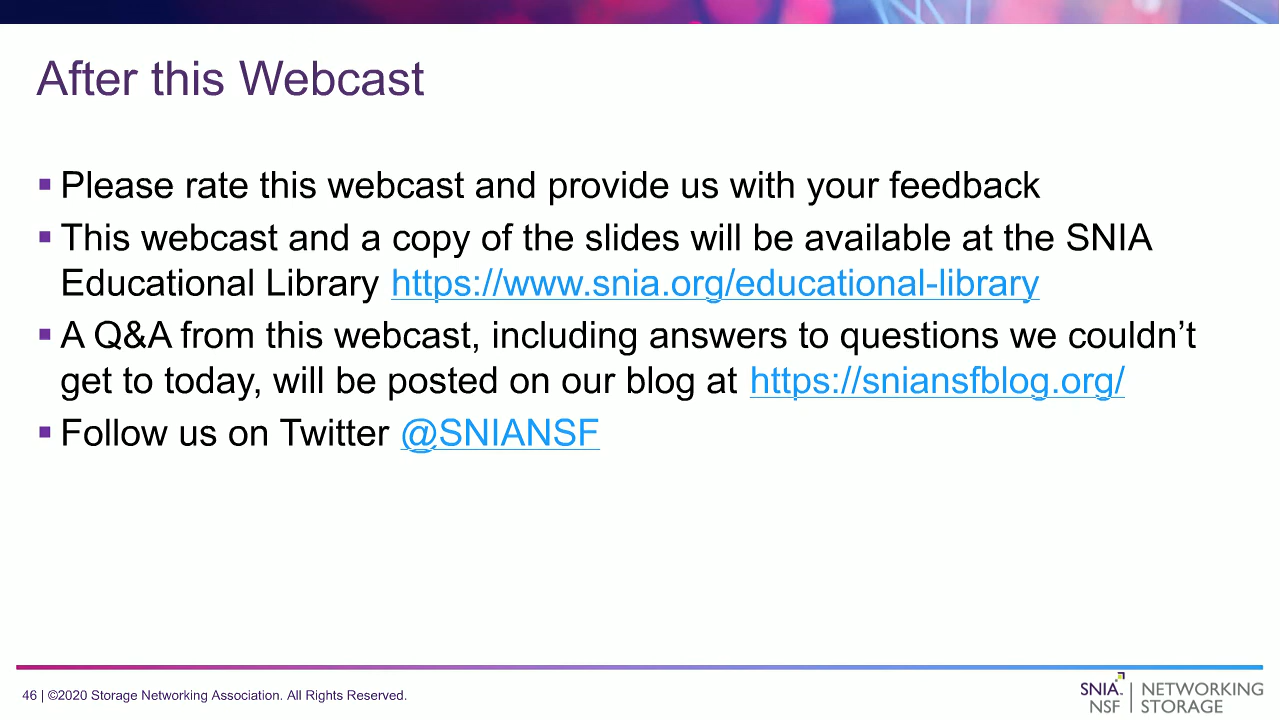 After this Webcast
▪ Please rate this webcast and provide us with your feedback
▪ This webcast and a copy of the slides will be available at the SNIA
Educational Library https://www.snia.org/educational-library
▪ A Q&A from this webcast, including answers to questions we couldn’t
get to today, will be posted on our blog at https://sniansfblog.org/
▪ Follow us on Twitter @SNIANSF
46 | ©2020 Storage Networking Association. All Rights Reserved.
SNIA. | NETWORKING
NSF | STORAGE